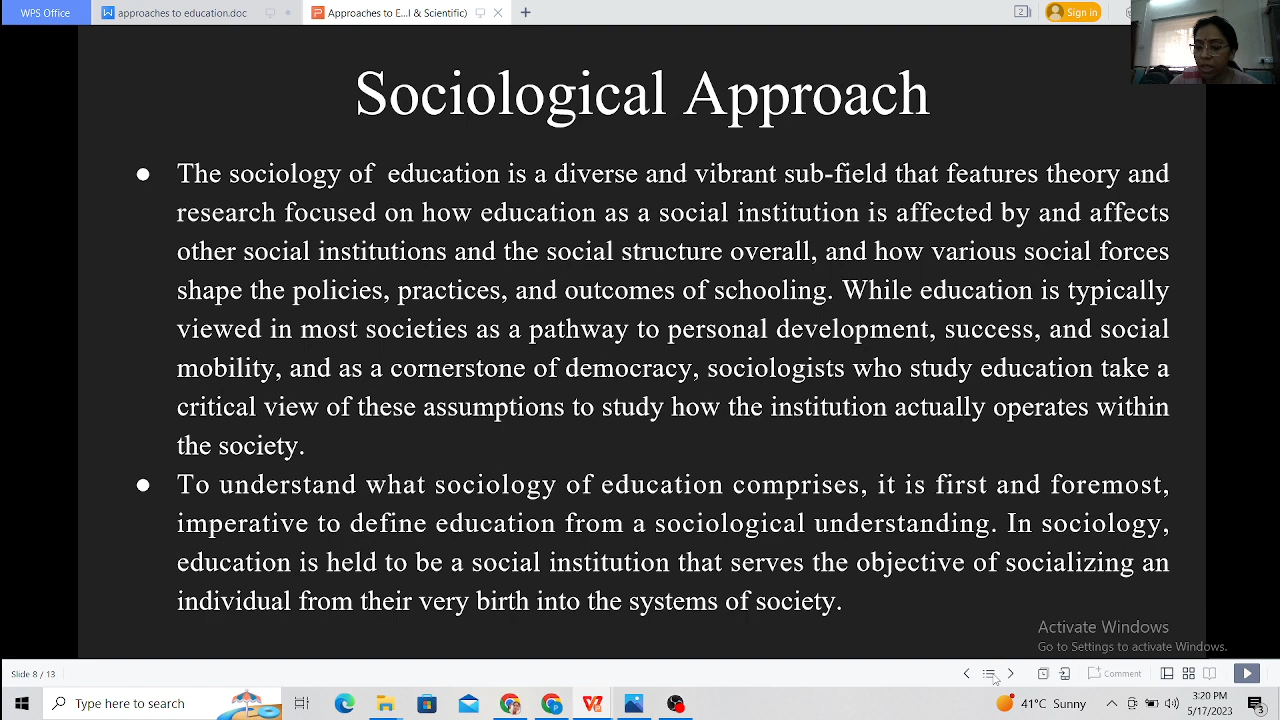 WPS Office
approaches to education.doc
Approaches to E...l & Scientific)
2
Sign in
Sociological Approach
● The sociology of education is a diverse and vibrant sub-field that features theory and
research focused on how education as a social institution is affected by and affects
other social institutions and the social structure overall, and how various social forces
shape the policies, practices, and outcomes of schooling. While education is typically
viewed in most societies as a pathway to personal development, success, and social
mobility, and as a cornerstone of democracy, sociologists who study education take a
critical view of these assumptions to study how the institution actually operates within
the society.
● To understand what sociology of education comprises, it is first and foremost,
imperative to define education from a sociological understanding. In sociology,
education is held to be a social institution that serves the objective of socializing an
individual from their very birth into the systems of society.
Activate Windows
Go to Settings to activate Windows.
Slide 8 / 13
Comment
Type here to search
41°C Sunny
3:20 PM
5/17/2023
3